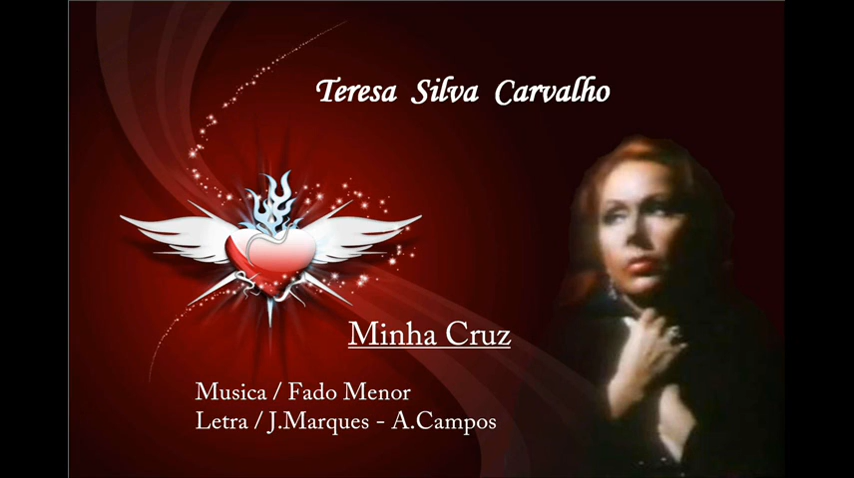 Teresa Silva Carvalho
Minha Cruz
Musica / Fado Menor
Letra / J.Marques - A.Campos